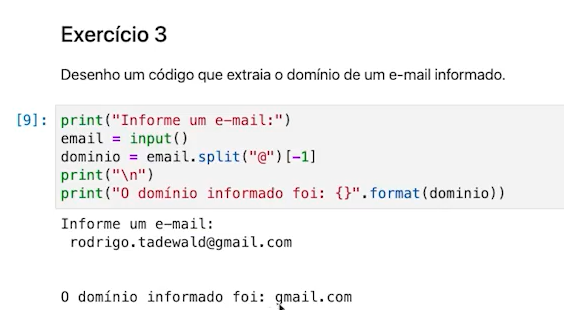 Exercício 3
Desenho um código que extraia o domínio de um e-mail informado.
[9]: print("Informe um e-mail:")
email = input()
dominio = email.split("@")[-1]
print("\n")
print("O domínio informado foi: {}".format(dominio))
Informe um e-mail:
rodrigo.tadewald@gmail.com
O domínio informado foi: gmail.com